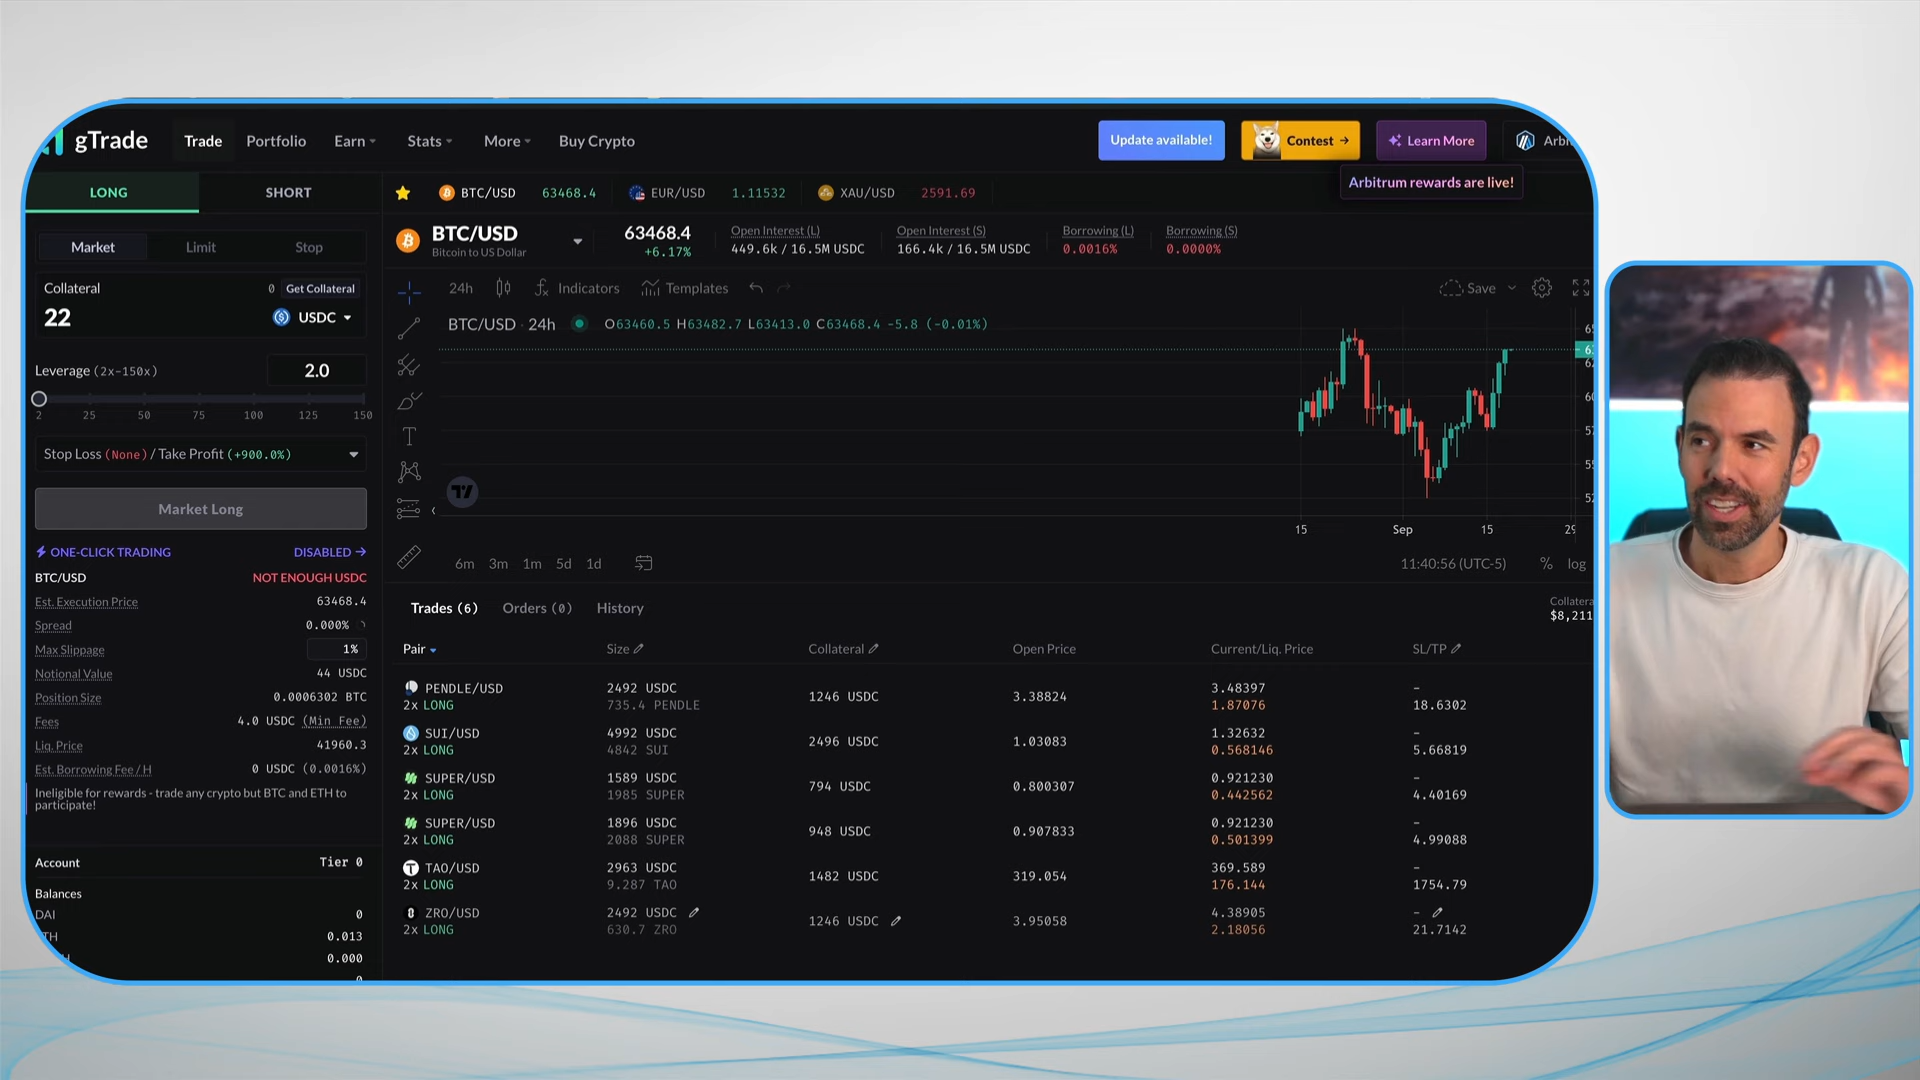 gTrade
Trade Portfolio Earn Stats More Buy Crypto
Update available! Contest → Learn More
Arbitrum rewards are live!
LONG SHORT
BTC/USD 63468.4 EUR/USD 1.11532 XAU/USD 2591.69
Market Limit Stop
BTC/USD
Bitcoin to US Dollar
63468.4
+6.17%
Open Interest (L)
449.6k / 16.5M USDC
Open Interest (S)
166.4k / 16.5M USDC
Borrowing (L)
0.0016%
Borrowing (S)
0.0000%
Collateral 0 Get Collateral
22 USDC
Leverage (2x-150x) 2.0
2 25 50 75 100 125 150
Stop Loss (None) / Take Profit (+900.0%)
Market Long
ONE-CLICK TRADING DISABLED →
BTC/USD NOT ENOUGH USDC
Est. Execution Price 63468.4
Spread 0.000%
Max Slippage 1%
Notional Value 44 USDC
Position Size 0.0006302 BTC
Fees 4.0 USDC (Min Fee)
Liq. Price 41960.3
Est. Borrowing Fee / H 0 USDC (0.0016%)
Ineligible for rewards - trade any crypto but BTC and ETH to
participate!
Account Tier 0
Balances
DAI 0
0.013
0.000
24h Indicators Templates Save
BTC/USD · 24h O63460.5 H63482.7 L63413.0 C63468.4 -5.8 (-0.01%)
15 Sep 15
6m 3m 1m 5d 1d 11:40:56 (UTC-5) % log
Trades (6) Orders (0) History
$8,211
Pair Size Collateral Open Price Current/Liq. Price SL/TP
PENDLE/USD 2492 USDC 1246 USDC 3.38824 3.48397 –
2x LONG 735.4 PENDLE 1.87076 18.6302
SUI/USD 4992 USDC 2496 USDC 1.03083 1.32632 –
2x LONG 4842 SUI 0.568146 5.66819
SUPER/USD 1589 USDC 794 USDC 0.800307 0.921230 –
2x LONG 1985 SUPER 0.442562 4.40169
SUPER/USD 1896 USDC 948 USDC 0.907833 0.921230 –
2x LONG 2088 SUPER 0.501399 4.99088
TAO/USD 2963 USDC 1482 USDC 319.054 369.589 –
2x LONG 9.287 TAO 176.144 1754.79
ZRO/USD 2492 USDC 1246 USDC 3.95058 4.38905 –
2x LONG 630.7 ZRO 2.18056 21.7142